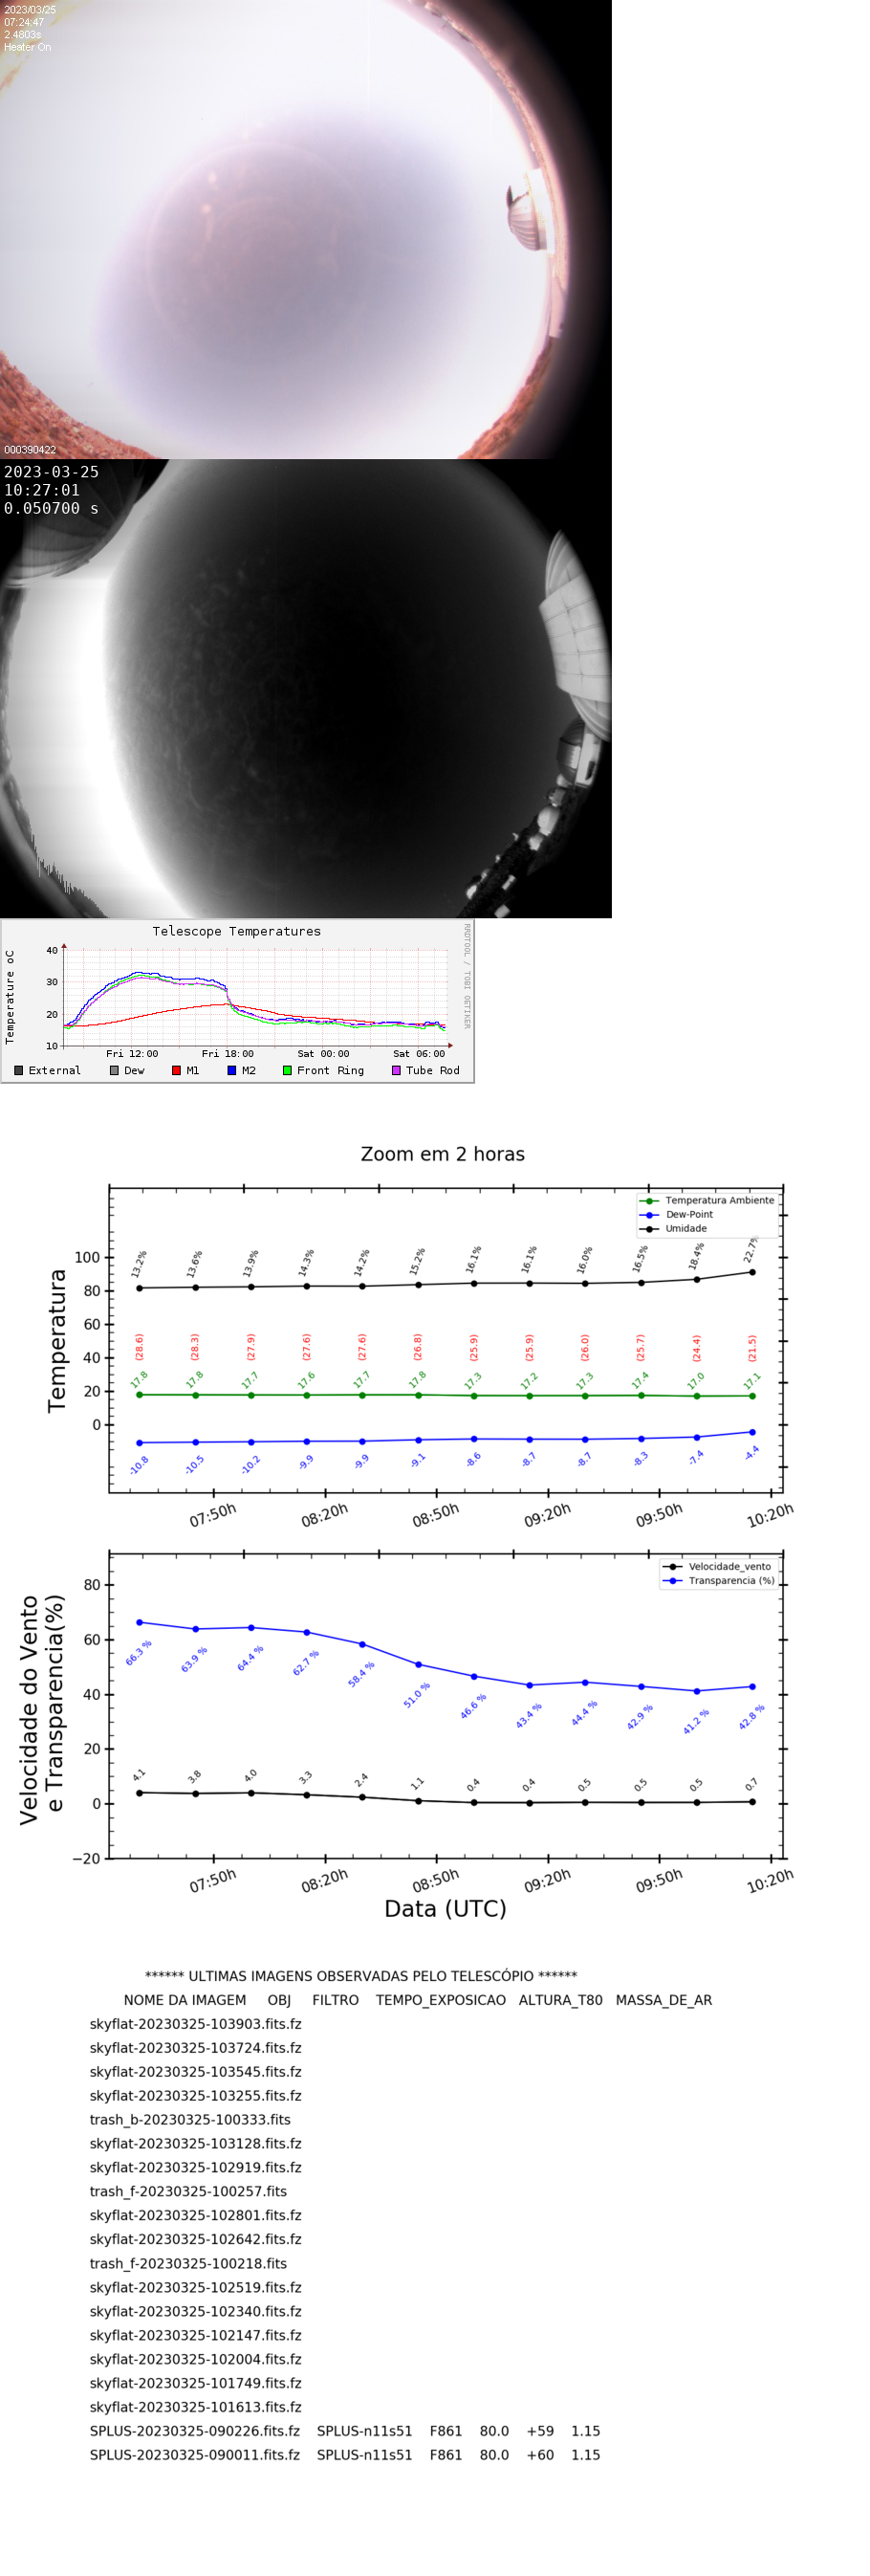 2023/03/25
07:24:47
2.4803s
Heater On
000390422
2023-03-25
10:27:01
0.050700 s
Telescope Temperatures
RRDTOOL / TOBI OETIKER
Temperature oC
40
30
20
10
Fri 12:00 Fri 18:00 Sat 00:00 Sat 06:00
External Dew M1 M2 Front Ring Tube Rod
Zoom em 2 horas
Temperatura Ambiente
Dew-Point
Umidade
Temperatura
100
80
60
40
20
0
13.2% 13.6% 13.9% 14.3% 14.2% 15.2% 16.1% 16.1% 16.0% 16.5% 18.4% 22.7%
(28.6) (28.3) (27.9) (27.6) (27.6) (26.8) (25.9) (25.9) (26.0) (25.7) (24.4) (21.5)
17.8 17.8 17.7 17.6 17.7 17.8 17.3 17.2 17.3 17.4 17.0 17.1
-10.8 -10.5 -10.2 -9.9 -9.9 -9.1 -8.6 -8.7 -8.7 -8.3 -7.4 -4.4
07:50h 08:20h 08:50h 09:20h 09:50h 10:20h
Velocidade_vento
Transparencia (%)
Velocidade do Vento
e Transparencia(%)
80
60
40
20
0
−20
66.3 % 63.9 % 64.4 % 62.7 % 58.4 % 51.0 % 46.6 % 43.4 % 44.4 % 42.9 % 41.2 % 42.8 %
4.1 3.8 4.0 3.3 2.4 1.1 0.4 0.4 0.5 0.5 0.5 0.7
07:50h 08:20h 08:50h 09:20h 09:50h 10:20h
Data (UTC)
****** ULTIMAS IMAGENS OBSERVADAS PELO TELESCÓPIO ******
NOME DA IMAGEM OBJ FILTRO TEMPO_EXPOSICAO ALTURA_T80 MASSA_DE_AR
skyflat-20230325-103903.fits.fz
skyflat-20230325-103724.fits.fz
skyflat-20230325-103545.fits.fz
skyflat-20230325-103255.fits.fz
trash_b-20230325-100333.fits
skyflat-20230325-103128.fits.fz
skyflat-20230325-102919.fits.fz
trash_f-20230325-100257.fits
skyflat-20230325-102801.fits.fz
skyflat-20230325-102642.fits.fz
trash_f-20230325-100218.fits
skyflat-20230325-102519.fits.fz
skyflat-20230325-102340.fits.fz
skyflat-20230325-102147.fits.fz
skyflat-20230325-102004.fits.fz
skyflat-20230325-101749.fits.fz
skyflat-20230325-101613.fits.fz
SPLUS-20230325-090226.fits.fz SPLUS-n11s51 F861 80.0 +59 1.15
SPLUS-20230325-090011.fits.fz SPLUS-n11s51 F861 80.0 +60 1.15